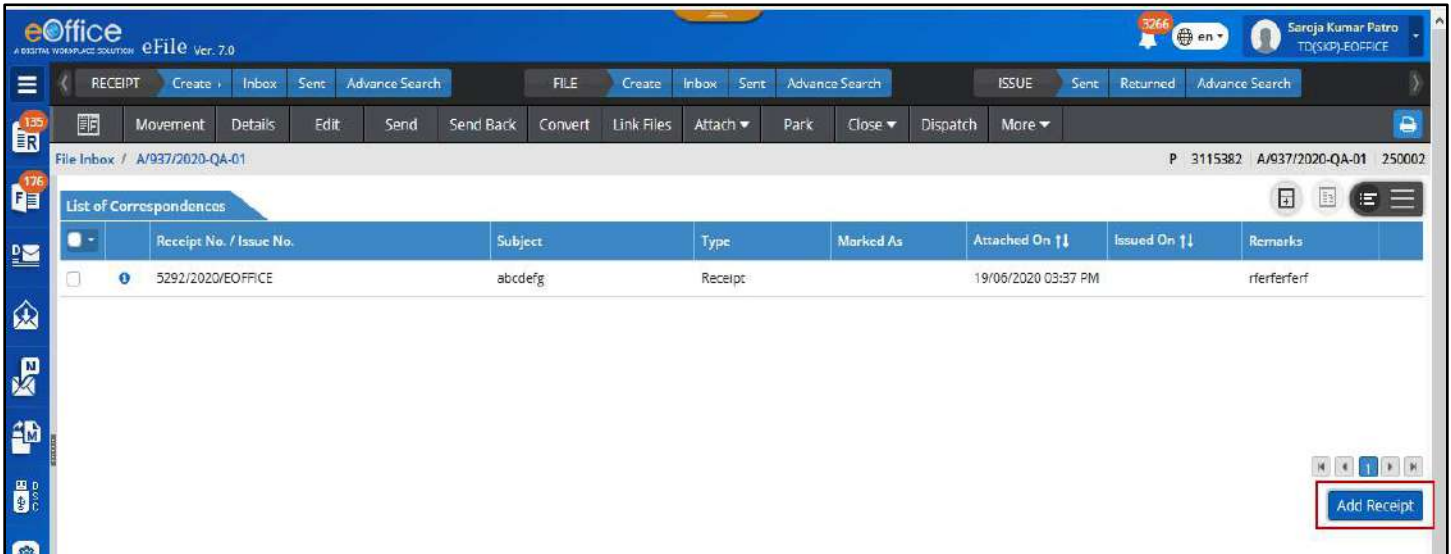 eOffice
A DIGITAL WORKPLACE SOLUTION eFile Ver. 7.0
3266 en Saroja Kumar Patro
TD(SKP)-EOFFICE
RECEIPT Create Inbox Sent Advance Search FILE Create Inbox Sent Advance Search ISSUE Sent Returned Advance Search
135 R
Movement Details Edit Send Send Back Convert Link Files Attach Park Close Dispatch More
File Inbox / A/937/2020-QA-01 P 3115382 A/937/2020-QA-01 250002
176 F
List of Correspondences
Receipt No. / Issue No. Subject Type Marked As Attached On Issued On Remarks
D
5292/2020/EOFFICE abcdefg Receipt 19/06/2020 03:37 PM rferferferf
N
M
1
DSC
Add Receipt